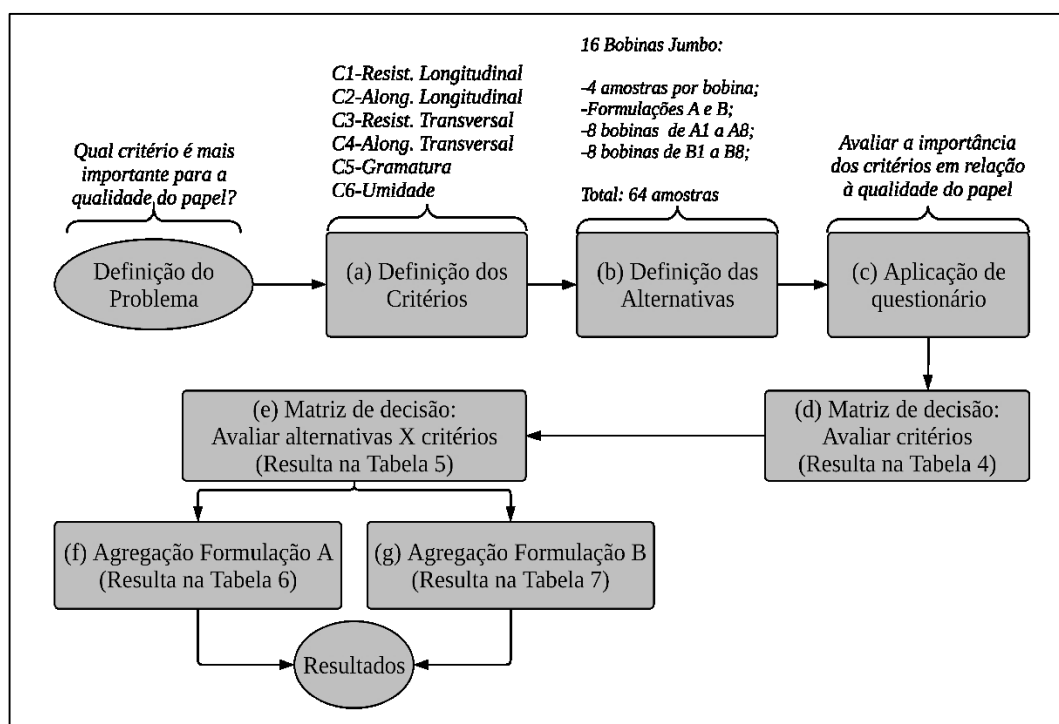 Qual critério é mais
importante para a
qualidade do papel?
Definição do
Problema
C1-Resist. Longitudinal
C2-Along. Longitudinal
C3-Resist. Transversal
C4-Along. Transversal
C5-Gramatura
C6-Umidade
(a) Definição dos
Critérios
16 Bobinas Jumbo:
-4 amostras por bobina;
-Formulações A e B;
-8 bobinas de A1 a A8;
-8 bobinas de B1 a B8;
Total: 64 amostras
(b) Definição das
Alternativas
Avaliar a importância
dos critérios em relação
à qualidade do papel
(c) Aplicação de
questionário
(d) Matriz de decisão:
Avaliar critérios
(Resulta na Tabela 4)
(e) Matriz de decisão:
Avaliar alternativas X critérios
(Resulta na Tabela 5)
(f) Agregação Formulação A
(Resulta na Tabela 6)
(g) Agregação Formulação B
(Resulta na Tabela 7)
Resultados